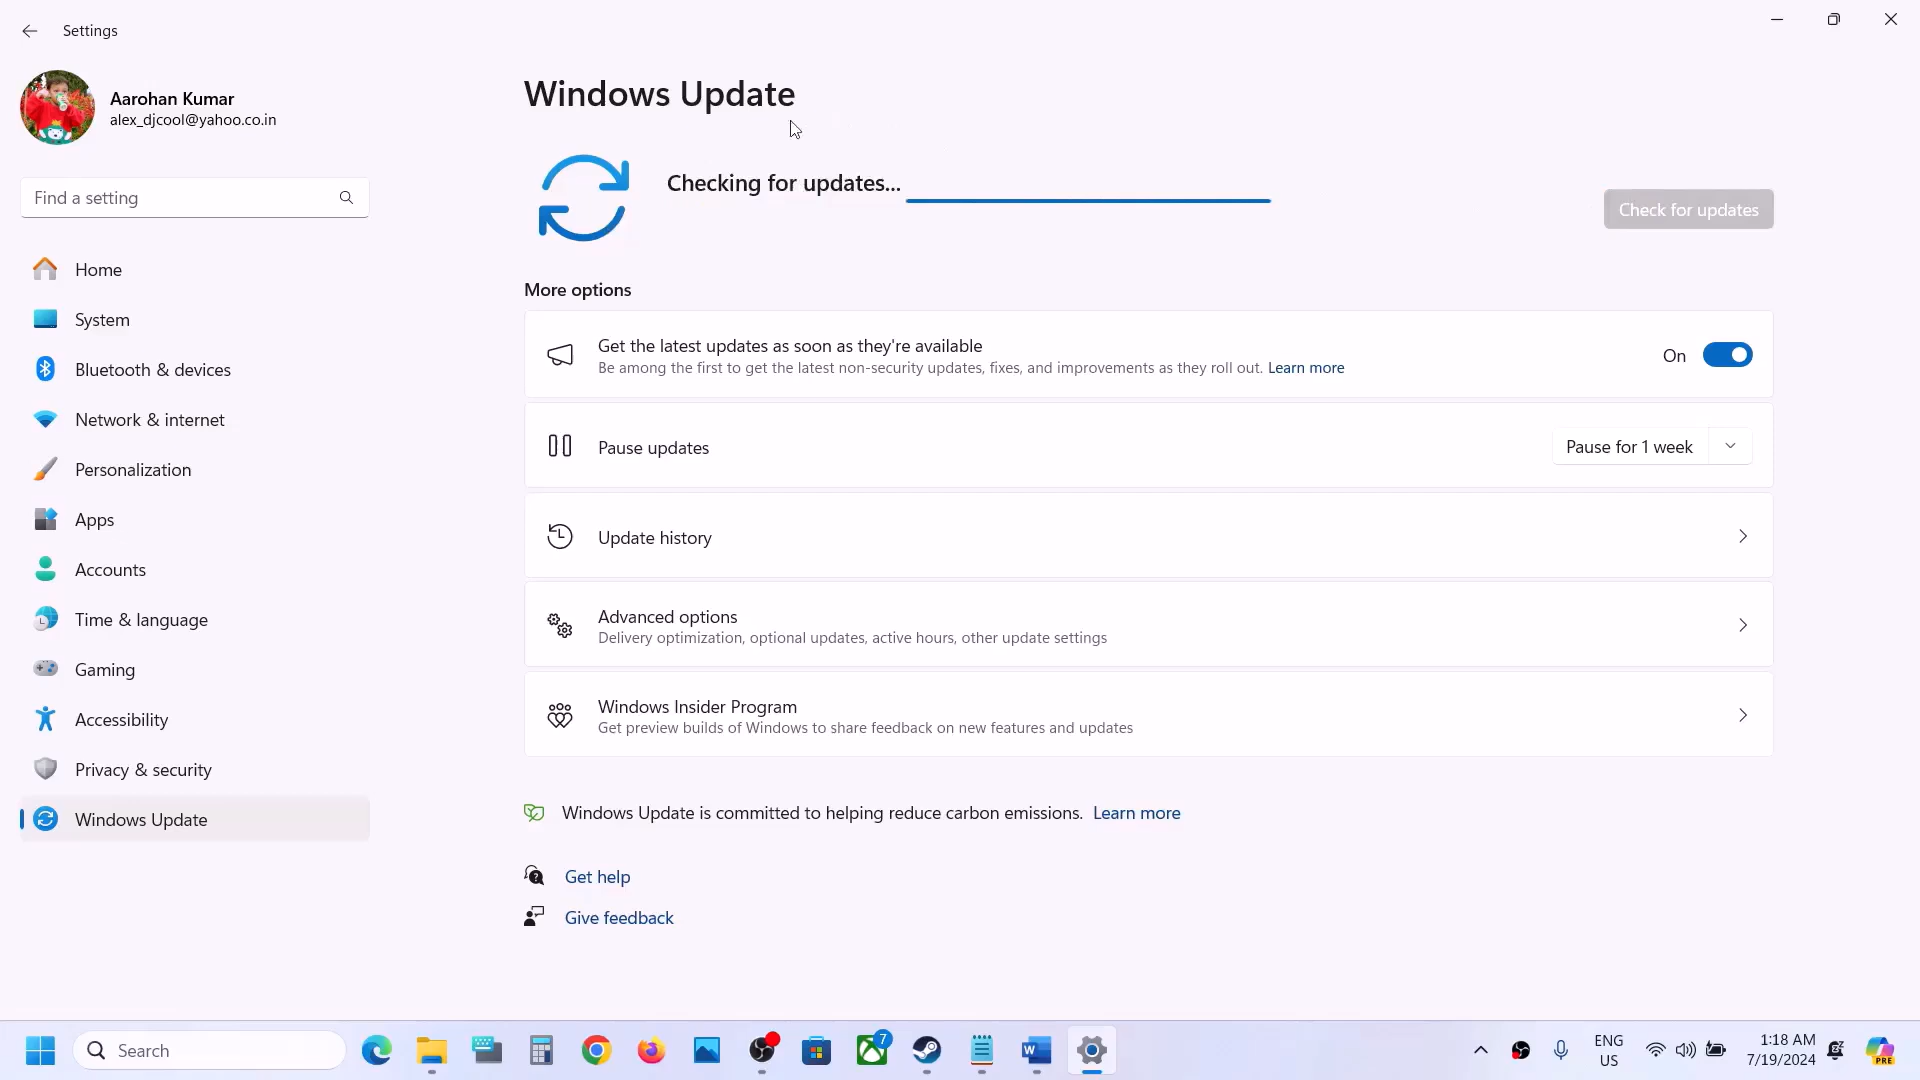 Settings
Aarohan Kumar
alex_djcool@yahoo.co.in
Find a setting
Home
System
Bluetooth & devices
Network & internet
Personalization
Apps
Accounts
Time & language
Gaming
Accessibility
Privacy & security
Windows Update
Windows Update
Checking for updates...
Check for updates
More options
Get the latest updates as soon as they're available
Be among the first to get the latest non-security updates, fixes, and improvements as they roll out. Learn more
On
Pause updates
Pause for 1 week
Update history
Advanced options
Delivery optimization, optional updates, active hours, other update settings
Windows Insider Program
Get preview builds of Windows to share feedback on new features and updates
Windows Update is committed to helping reduce carbon emissions. Learn more
Get help
Give feedback
Search
7
ENG
US
1:18 AM
7/19/2024
PRE